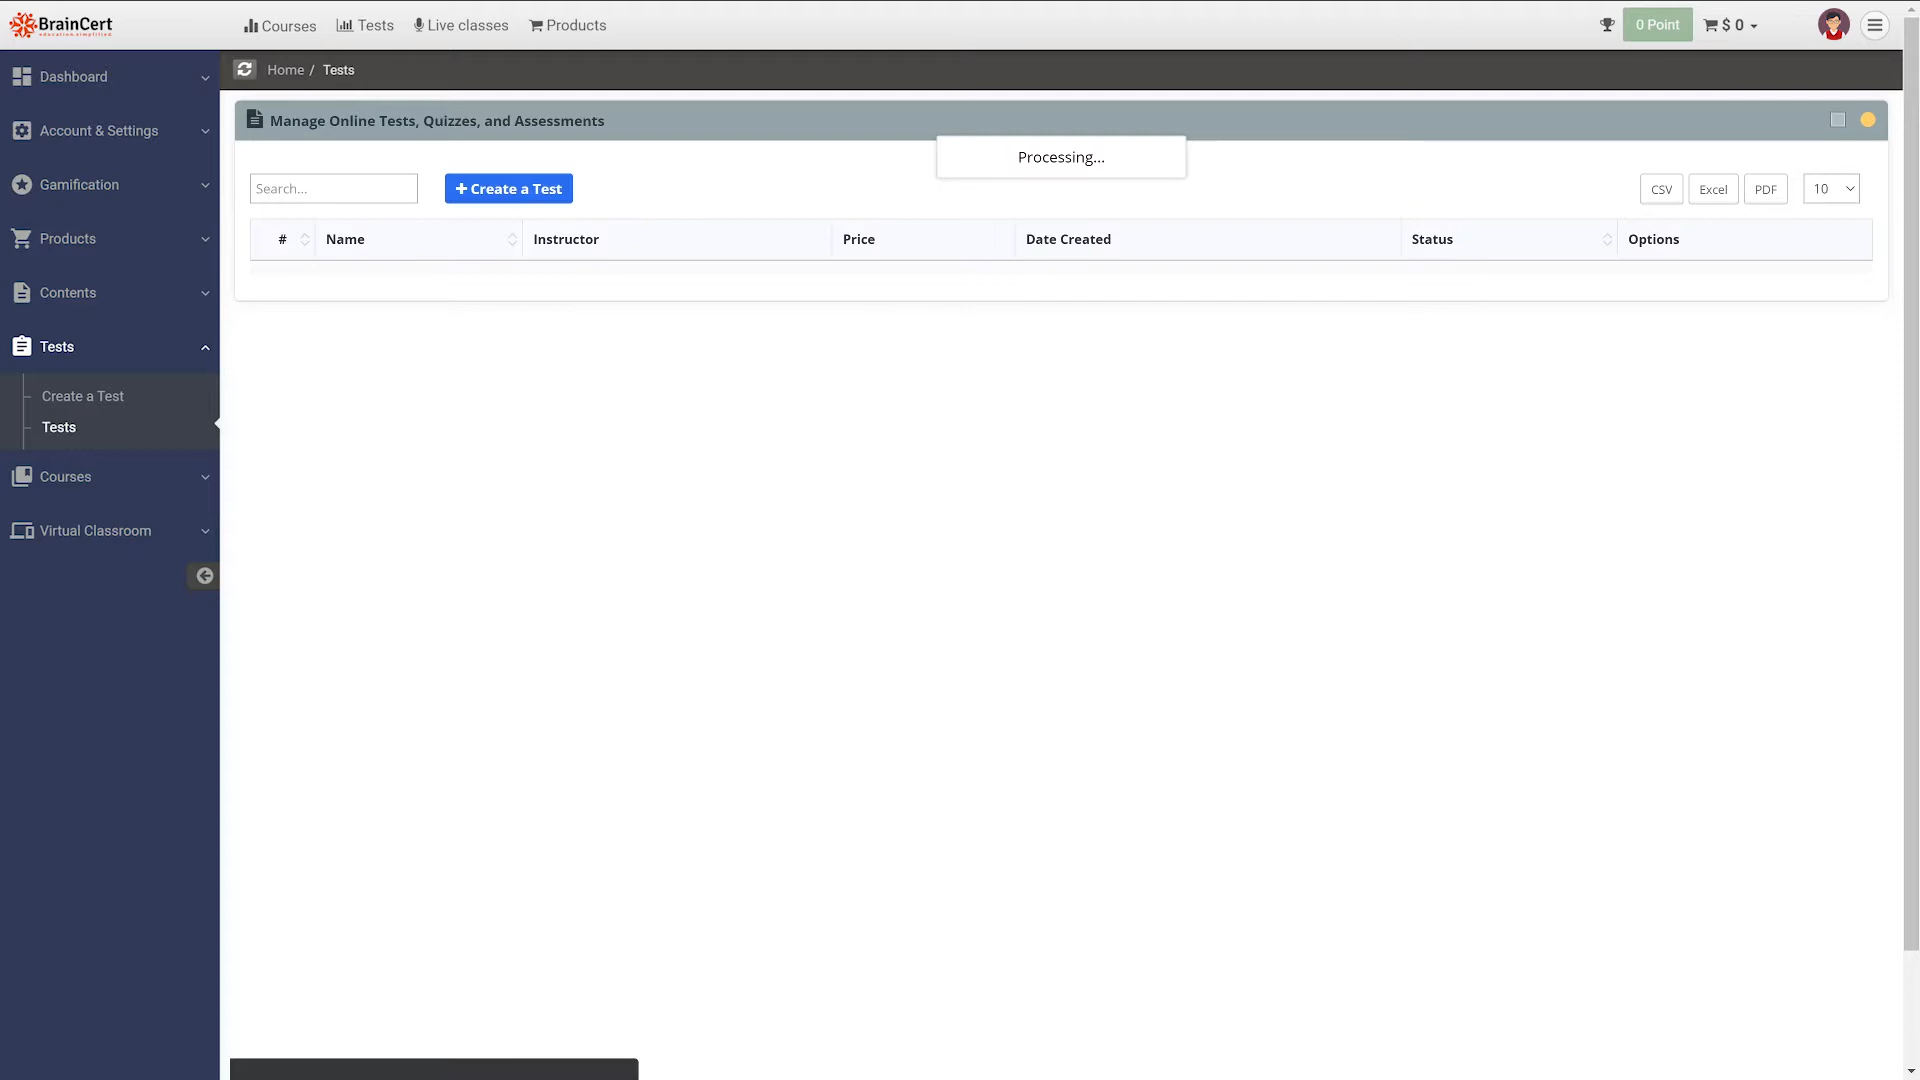 BrainCert
education.simplified
Courses
Tests
Live classes
Products
0 Point
$ 0
Dashboard
Account & Settings
Gamification
Products
Contents
Tests
Create a Test
Tests
Courses
Virtual Classroom
Home / Tests
Manage Online Tests, Quizzes, and Assessments
Processing...
Search...
+ Create a Test
CSV
Excel
PDF
10
# Name Instructor Price Date Created Status Options